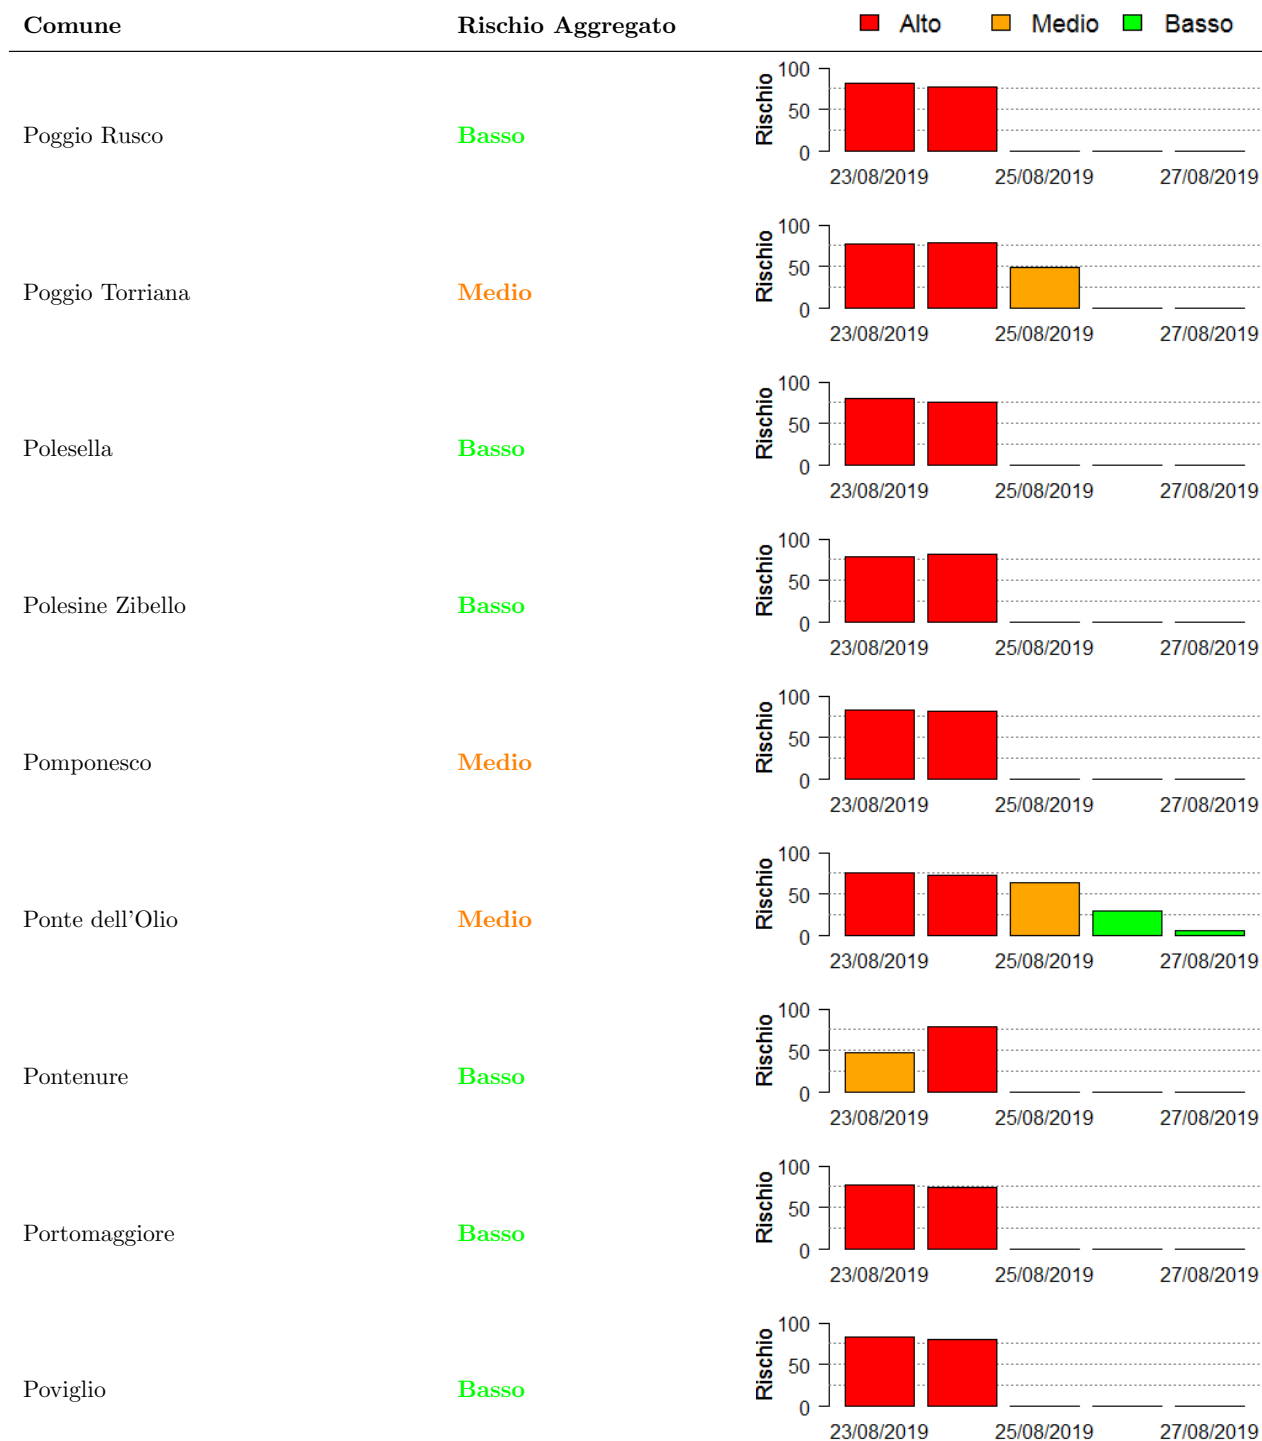 Comune Rischio Aggregato Alto Medio Basso
100
50
0
Rischio
Poggio Rusco Basso
23/08/2019 25/08/2019 27/08/2019
100
50
0
Rischio
Poggio Torriana Medio
23/08/2019 25/08/2019 27/08/2019
100
50
0
Rischio
Polesella Basso
23/08/2019 25/08/2019 27/08/2019
100
50
0
Rischio
Polesine Zibello Basso
23/08/2019 25/08/2019 27/08/2019
100
50
0
Rischio
Pomponesco Medio
23/08/2019 25/08/2019 27/08/2019
100
50
0
Rischio
Ponte dell'Olio Medio
23/08/2019 25/08/2019 27/08/2019
100
50
0
Rischio
Pontenure Basso
23/08/2019 25/08/2019 27/08/2019
100
50
0
Rischio
Portomaggiore Basso
23/08/2019 25/08/2019 27/08/2019
100
50
0
Rischio
Poviglio Basso
23/08/2019 25/08/2019 27/08/2019